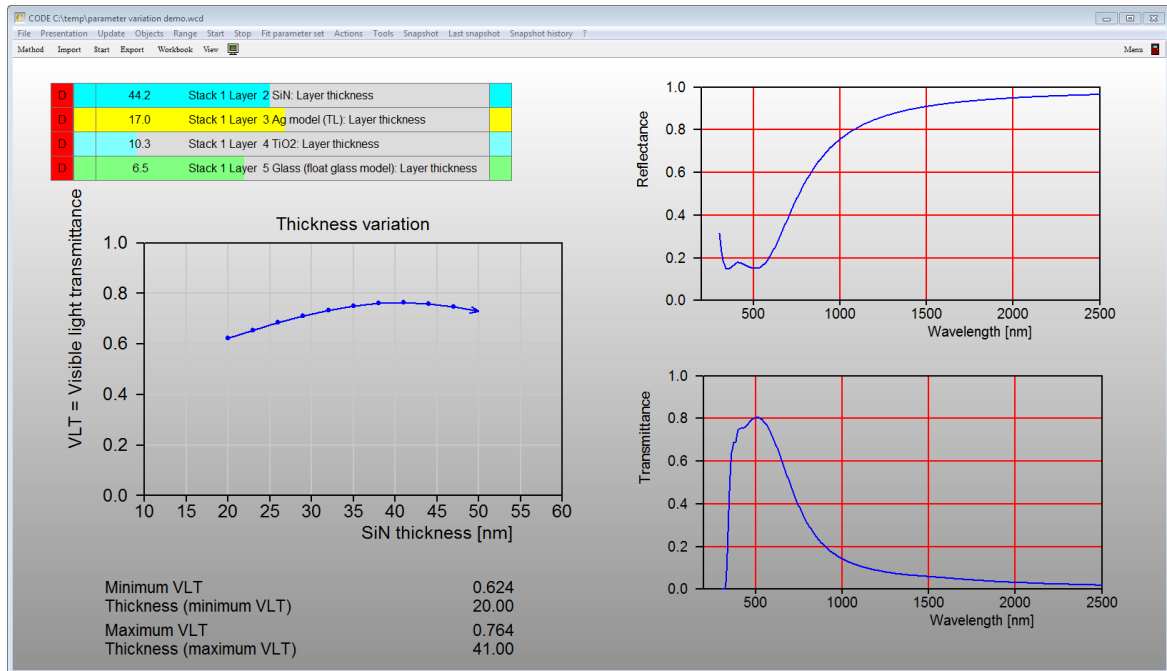 CODE C:\temp\parameter variation demo.wcd
File Presentation Update Objects Range Start Stop Fit parameter set Actions Tools Snapshot Last snapshot Snapshot history ?
Method Import Start Export Workbook View Menu
D 44.2 Stack 1 Layer 2 SiN: Layer thickness
D 17.0 Stack 1 Layer 3 Ag model (TL): Layer thickness
D 10.3 Stack 1 Layer 4 TiO2: Layer thickness
D 6.5 Stack 1 Layer 5 Glass (float glass model): Layer thickness
Thickness variation
VLT = Visible light transmittance
1.0
0.8
0.6
0.4
0.2
0.0
10 15 20 25 30 35 40 45 50 55 60
SiN thickness [nm]
Minimum VLT 0.624
Thickness (minimum VLT) 20.00
Maximum VLT 0.764
Thickness (maximum VLT) 41.00
Reflectance
1.0
0.8
0.6
0.4
0.2
0.0
500 1000 1500 2000 2500
Wavelength [nm]
Transmittance
1.0
0.8
0.6
0.4
0.2
0.0
500 1000 1500 2000 2500
Wavelength [nm]